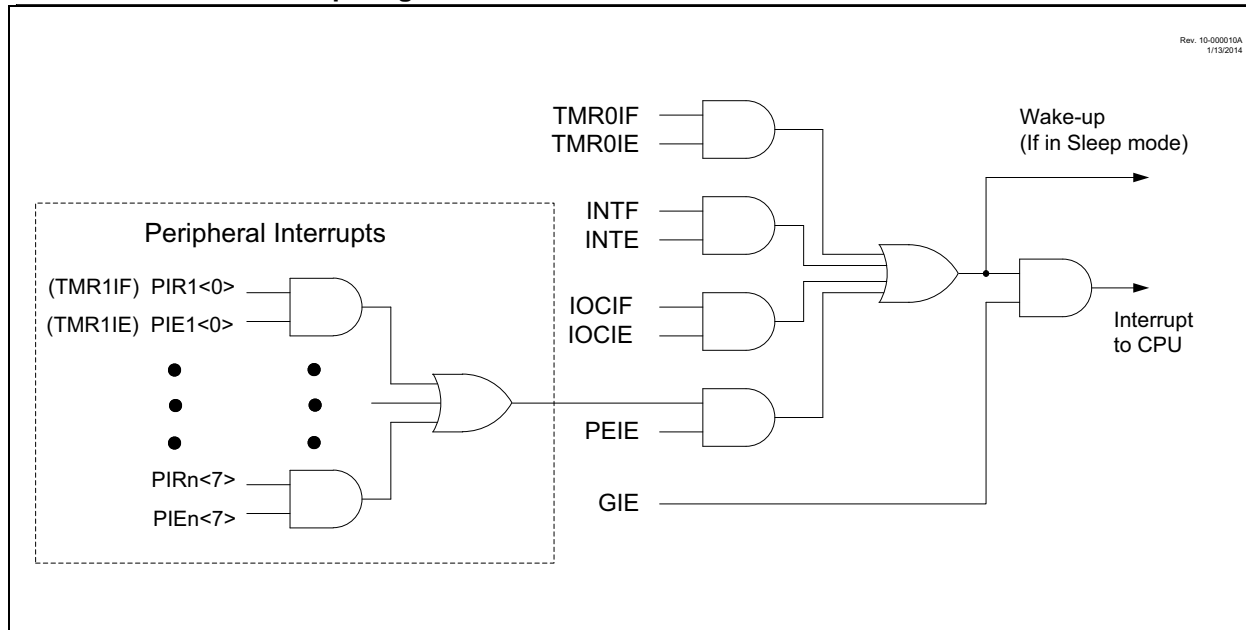 Rev. 10-000010A
1/13/2014
TMR0IF
TMR0IE
Wake-up
(If in Sleep mode)
INTF
INTE
Peripheral Interrupts
(TMR1IF) PIR1<0>
(TMR1IE) PIE1<0>
IOCIF
IOCIE
Interrupt
to CPU
PEIE
PIRn<7>
PIEn<7>
GIE